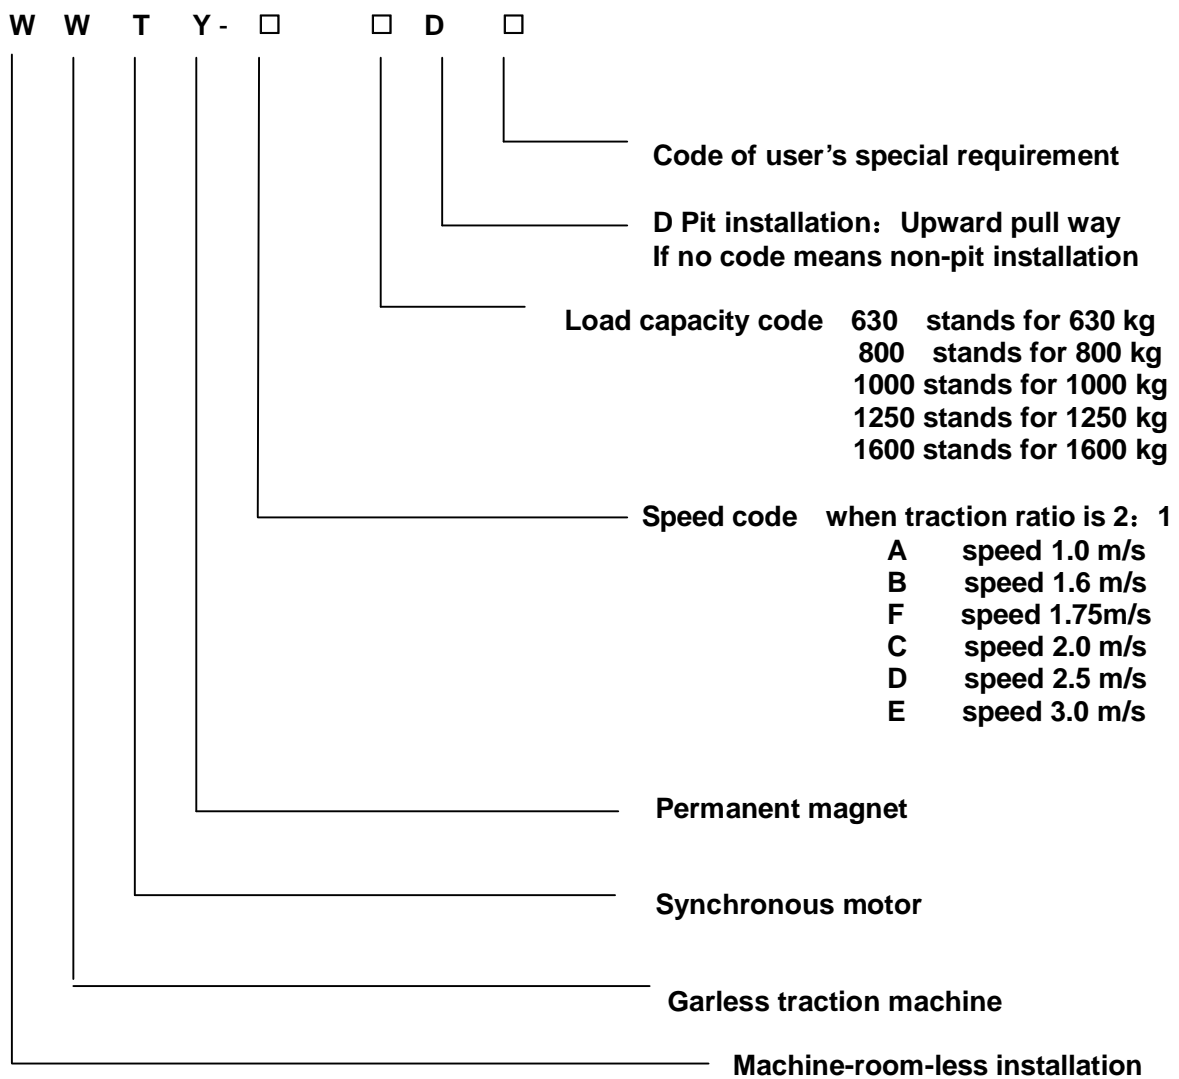 W W T Y - □ □ D □
Code of user’s special requirement
D Pit installation：Upward pull way
If no code means non-pit installation
Load capacity code 630 stands for 630 kg
800 stands for 800 kg
1000 stands for 1000 kg
1250 stands for 1250 kg
1600 stands for 1600 kg
Speed code when traction ratio is 2：1
A speed 1.0 m/s
B speed 1.6 m/s
F speed 1.75m/s
C speed 2.0 m/s
D speed 2.5 m/s
E speed 3.0 m/s
Permanent magnet
Synchronous motor
Garless traction machine
Machine-room-less installation